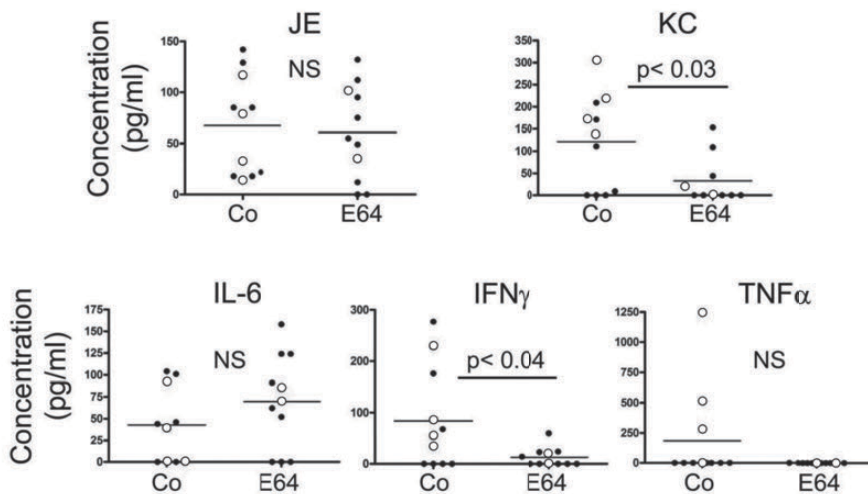 JE
Concentration
(pg/ml)
150
100
50
0
NS
Co
E64
KC
350
300
250
200
150
100
50
0
p< 0.03
Co
E64
IL-6
Concentration
(pg/ml)
175
150
125
100
75
50
25
0
NS
Co
E64
IFNγ
300
200
100
0
p< 0.04
Co
E64
TNFα
1250
1000
750
500
250
0
NS
Co
E64